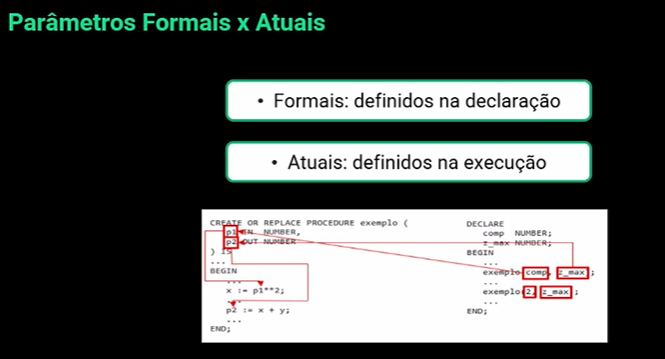 Parâmetros Formais x Atuais
• Formais: definidos na declaração
• Atuais: definidos na execução
CREATE OR REPLACE PROCEDURE exemplo (
p1 IN NUMBER,
p2 OUT NUMBER
) IS
...
BEGIN
...
x := p1**2;
...
p2 := x + y;
...
END;
DECLARE
comp NUMBER;
z_max NUMBER;
BEGIN
...
exemplo(comp, z_max);
...
exemplo(2, z_max);
...
END;